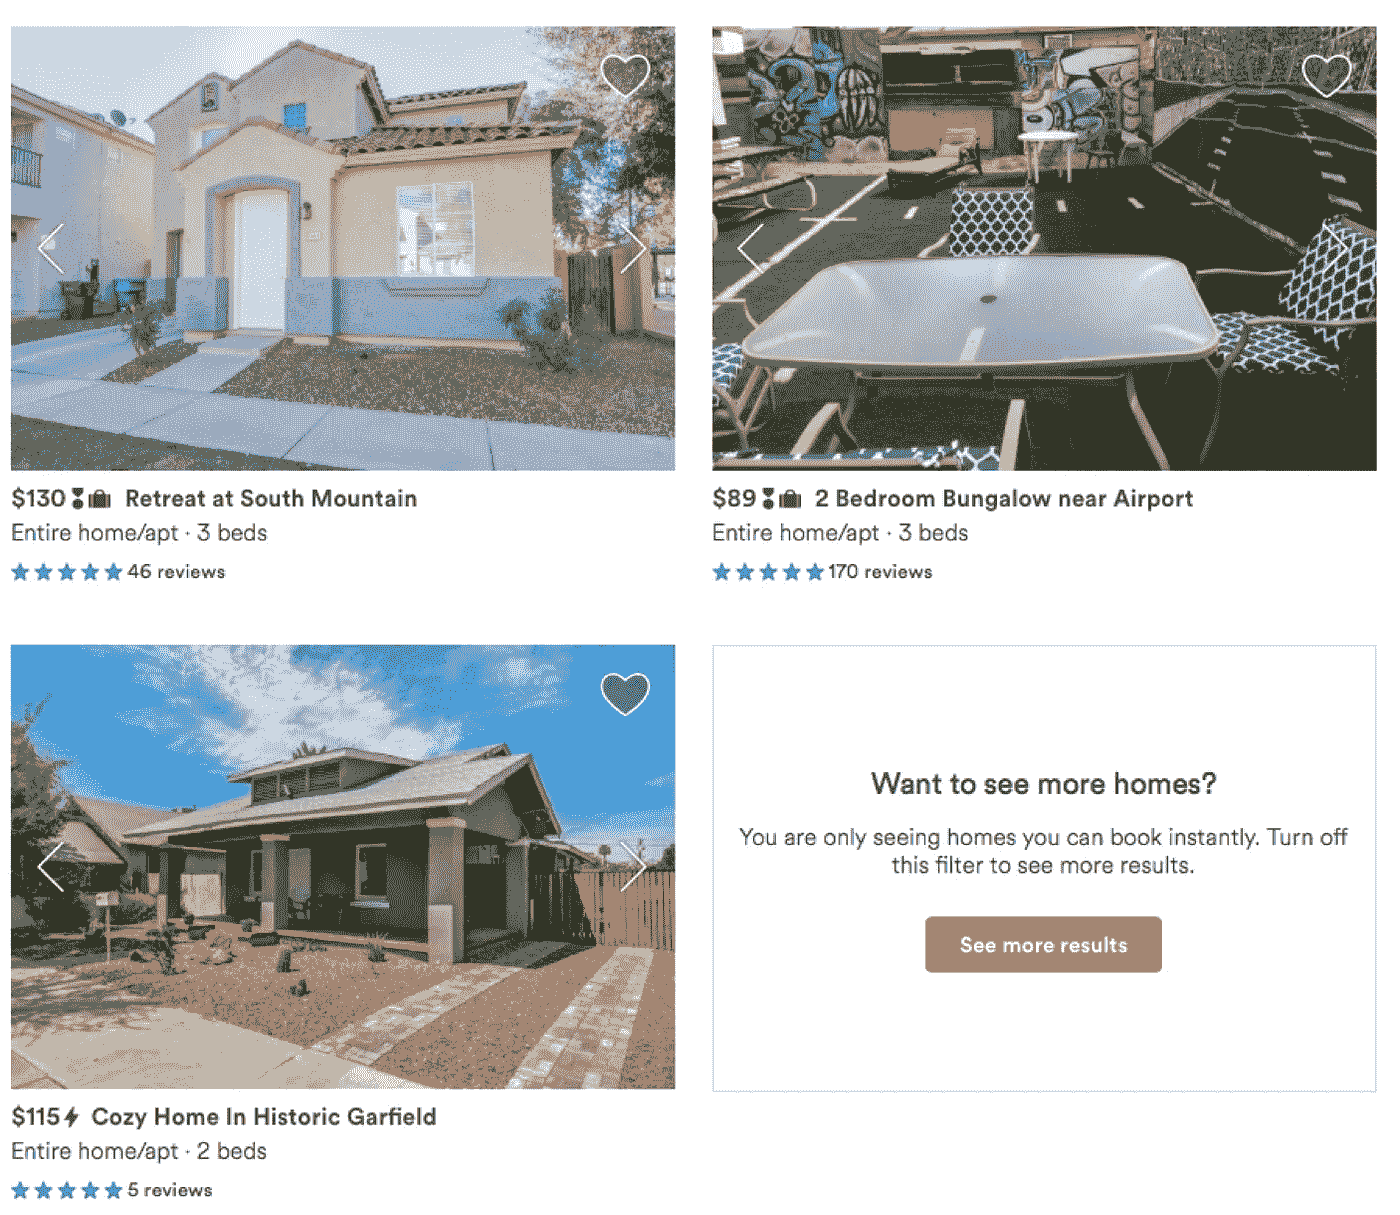 $130 Retreat at South Mountain
Entire home/apt · 3 beds
46 reviews
$89 2 Bedroom Bungalow near Airport
Entire home/apt · 3 beds
170 reviews
$115 Cozy Home In Historic Garfield
Entire home/apt · 2 beds
5 reviews
Want to see more homes?
You are only seeing homes you can book instantly. Turn off
this filter to see more results.
See more results